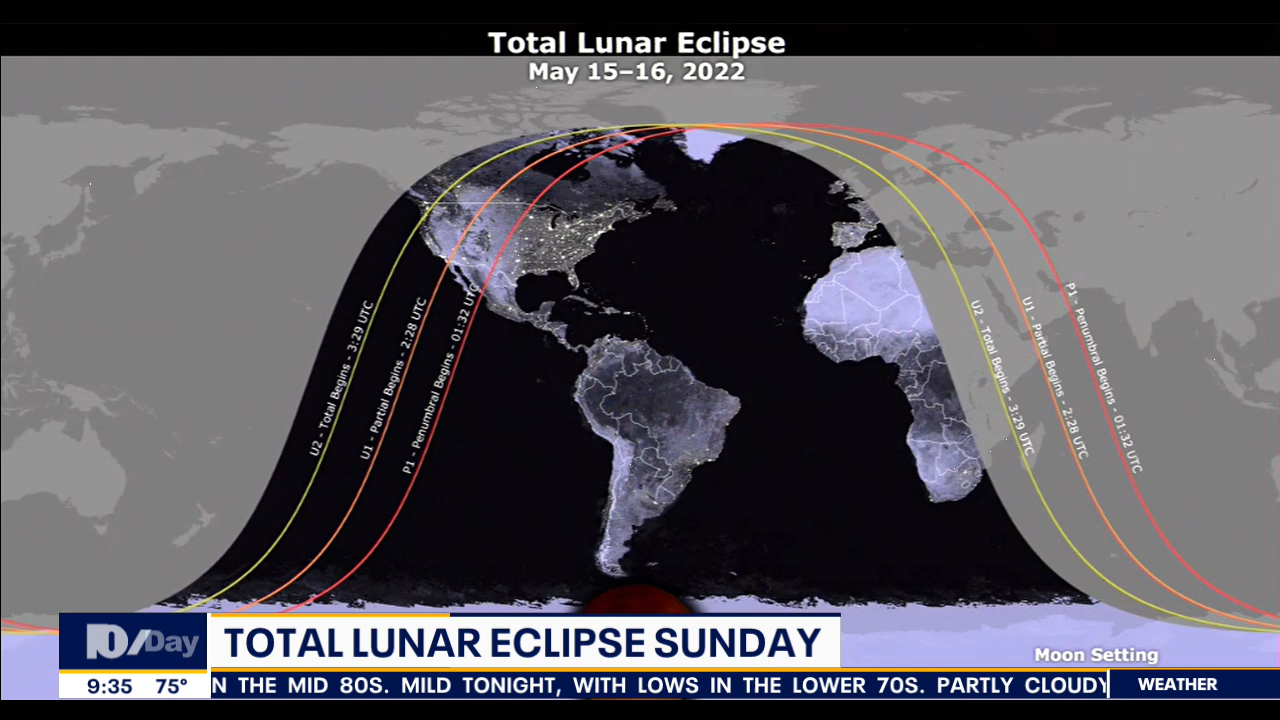 Total Lunar Eclipse
May 15–16, 2022
U2 - Total Begins - 3:29 UTC
U1 - Partial Begins - 2:28 UTC
P1 - Penumbral Begins - 01:32 UTC
U2 - Total Begins - 3:29 UTC
U1 - Partial Begins - 2:28 UTC
P1 - Penumbral Begins - 01:32 UTC
Moon Setting
10/Day
TOTAL LUNAR ECLIPSE SUNDAY
9:35 75°
N THE MID 80S. MILD TONIGHT, WITH LOWS IN THE LOWER 70S. PARTLY CLOUDY
WEATHER